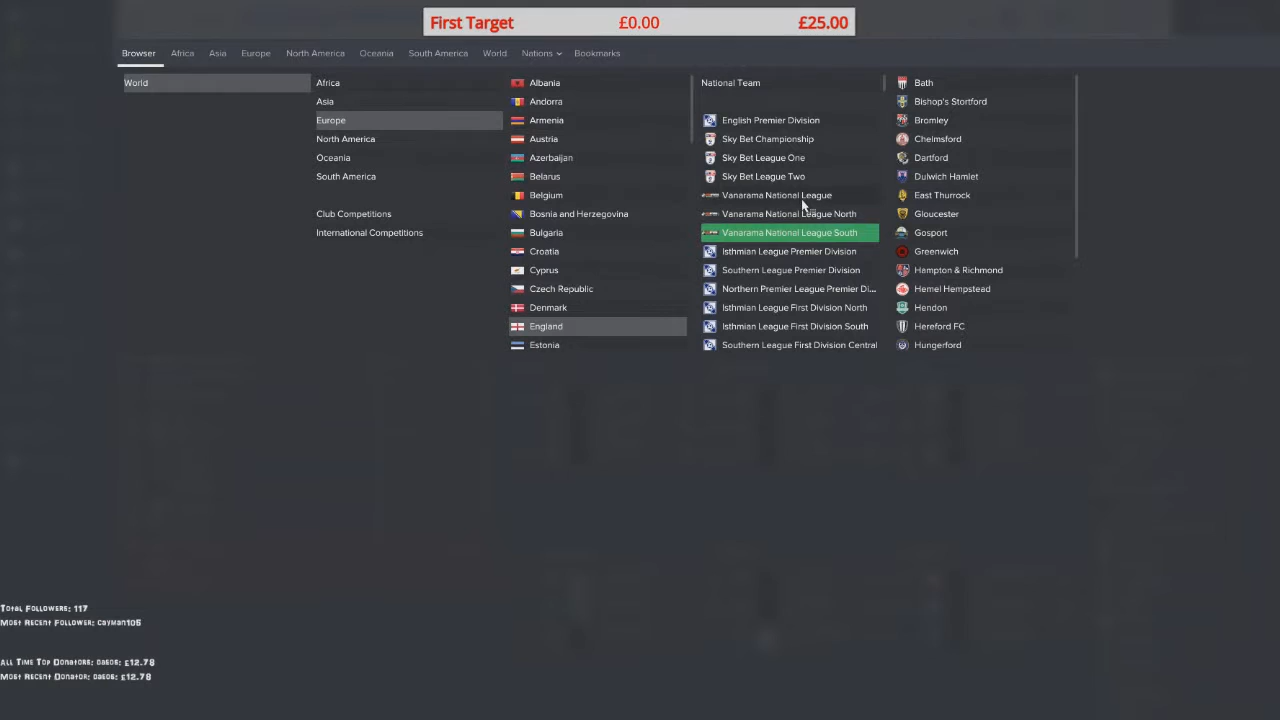 First Target £0.00 £25.00
Browser Africa Asia Europe North America Oceania South America World Nations Bookmarks
World
Africa
Asia
Europe
North America
Oceania
South America
Club Competitions
International Competitions
Albania
Andorra
Armenia
Austria
Azerbaijan
Belarus
Belgium
Bosnia and Herzegovina
Bulgaria
Croatia
Cyprus
Czech Republic
Denmark
England
Estonia
National Team
English Premier Division
Sky Bet Championship
Sky Bet League One
Sky Bet League Two
Vanarama National League
Vanarama National League North
Vanarama National League South
Isthmian League Premier Division
Southern League Premier Division
Northern Premier League Premier Di...
Isthmian League First Division North
Isthmian League First Division South
Southern League First Division Central
Bath
Bishop's Stortford
Bromley
Chelmsford
Dartford
Dulwich Hamlet
East Thurrock
Gloucester
Gosport
Greenwich
Hampton & Richmond
Hemel Hempstead
Hendon
Hereford FC
Hungerford
Total Followers: 117
Most Recent Follower: cayman105
All Time Top Donators: dagos: £12.78
Most Recent Donator: dagos: £12.78